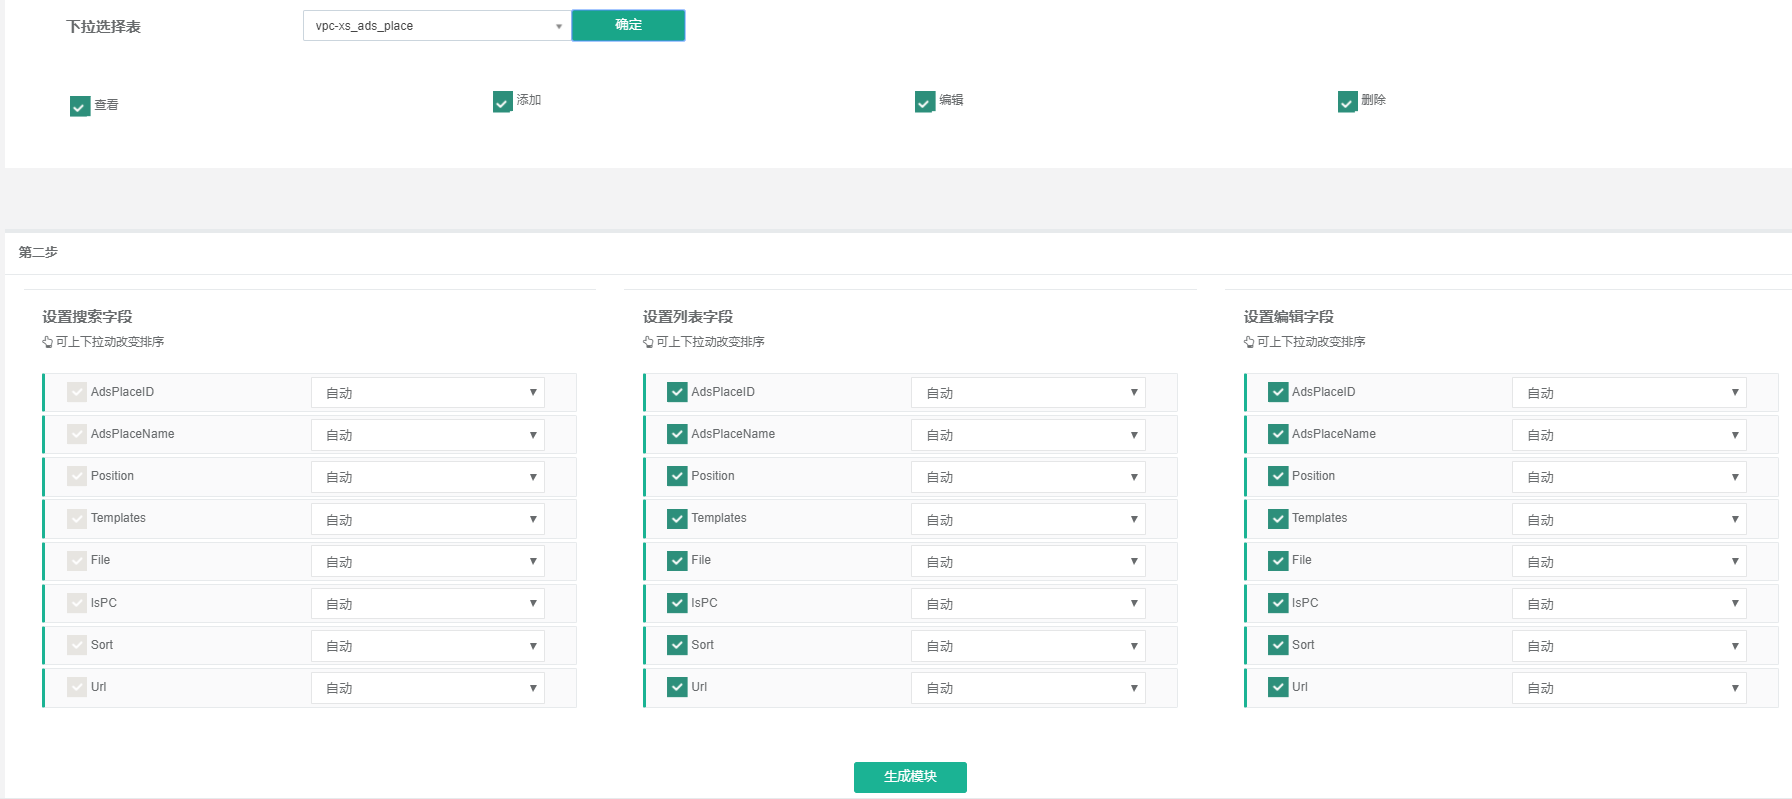 下拉选择表
vpc-xs_ads_place
确定
查看
添加
编辑
删除
第二步
设置搜索字段
可上下拉动改变排序
AdsPlaceID 自动
AdsPlaceName 自动
Position 自动
Templates 自动
File 自动
IsPC 自动
Sort 自动
Url 自动
设置列表字段
可上下拉动改变排序
AdsPlaceID 自动
AdsPlaceName 自动
Position 自动
Templates 自动
File 自动
IsPC 自动
Sort 自动
Url 自动
设置编辑字段
可上下拉动改变排序
AdsPlaceID 自动
AdsPlaceName 自动
Position 自动
Templates 自动
File 自动
IsPC 自动
Sort 自动
Url 自动
生成模块